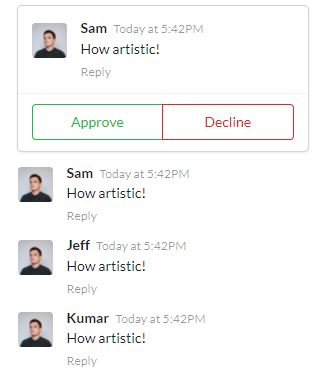 Sam Today at 5:42PM
How artistic!
Reply
Approve Decline
Sam Today at 5:42PM
How artistic!
Reply
Jeff Today at 5:42PM
How artistic!
Reply
Kumar Today at 5:42PM
How artistic!
Reply